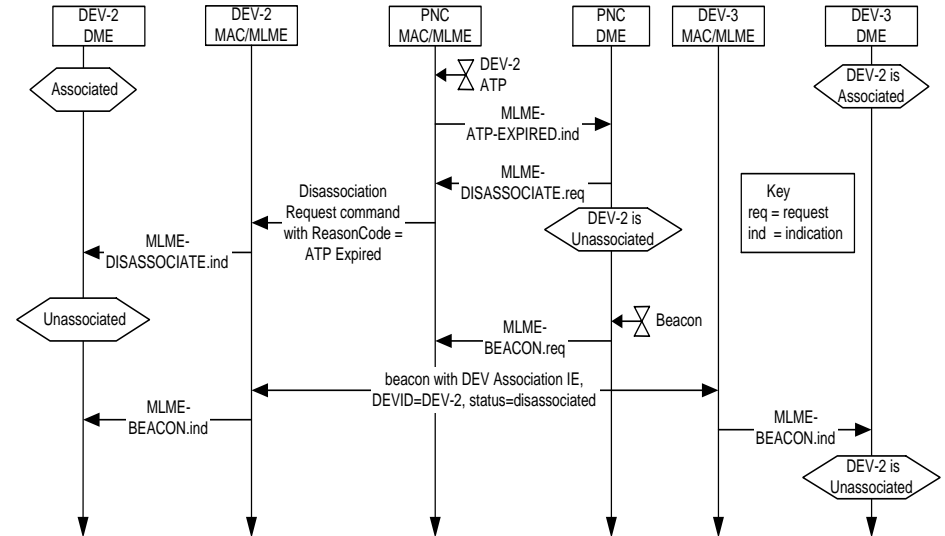 DEV-2
DME
DEV-2
MAC/MLME
PNC
MAC/MLME
PNC
DME
DEV-3
MAC/MLME
DEV-3
DME
DEV-2
ATP
Associated
DEV-2 is
Associated
MLME-
ATP-EXPIRED.ind
MLME-
DISASSOCIATE.req
Disassociation
Request command
with ReasonCode =
ATP Expired
Key
req = request
ind = indication
DEV-2 is
Unassociated
MLME-
DISASSOCIATE.ind
Unassociated
Beacon
MLME-
BEACON.req
beacon with DEV Association IE,
DEVID=DEV-2, status=disassociated
MLME-
BEACON.ind
MLME-
BEACON.ind
DEV-2 is
Unassociated